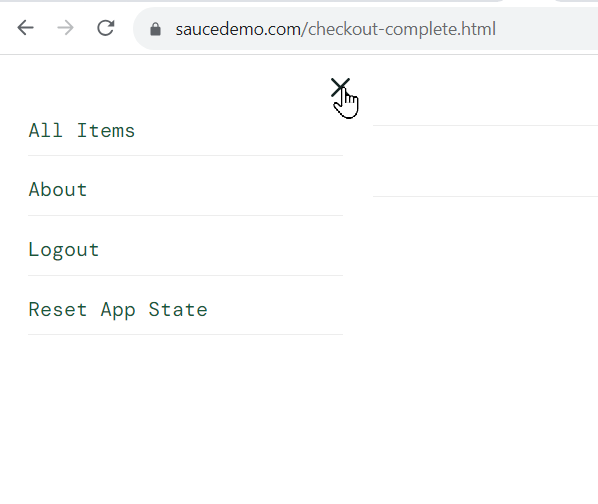 saucedemo.com/checkout-complete.html
All Items
About
Logout
Reset App State